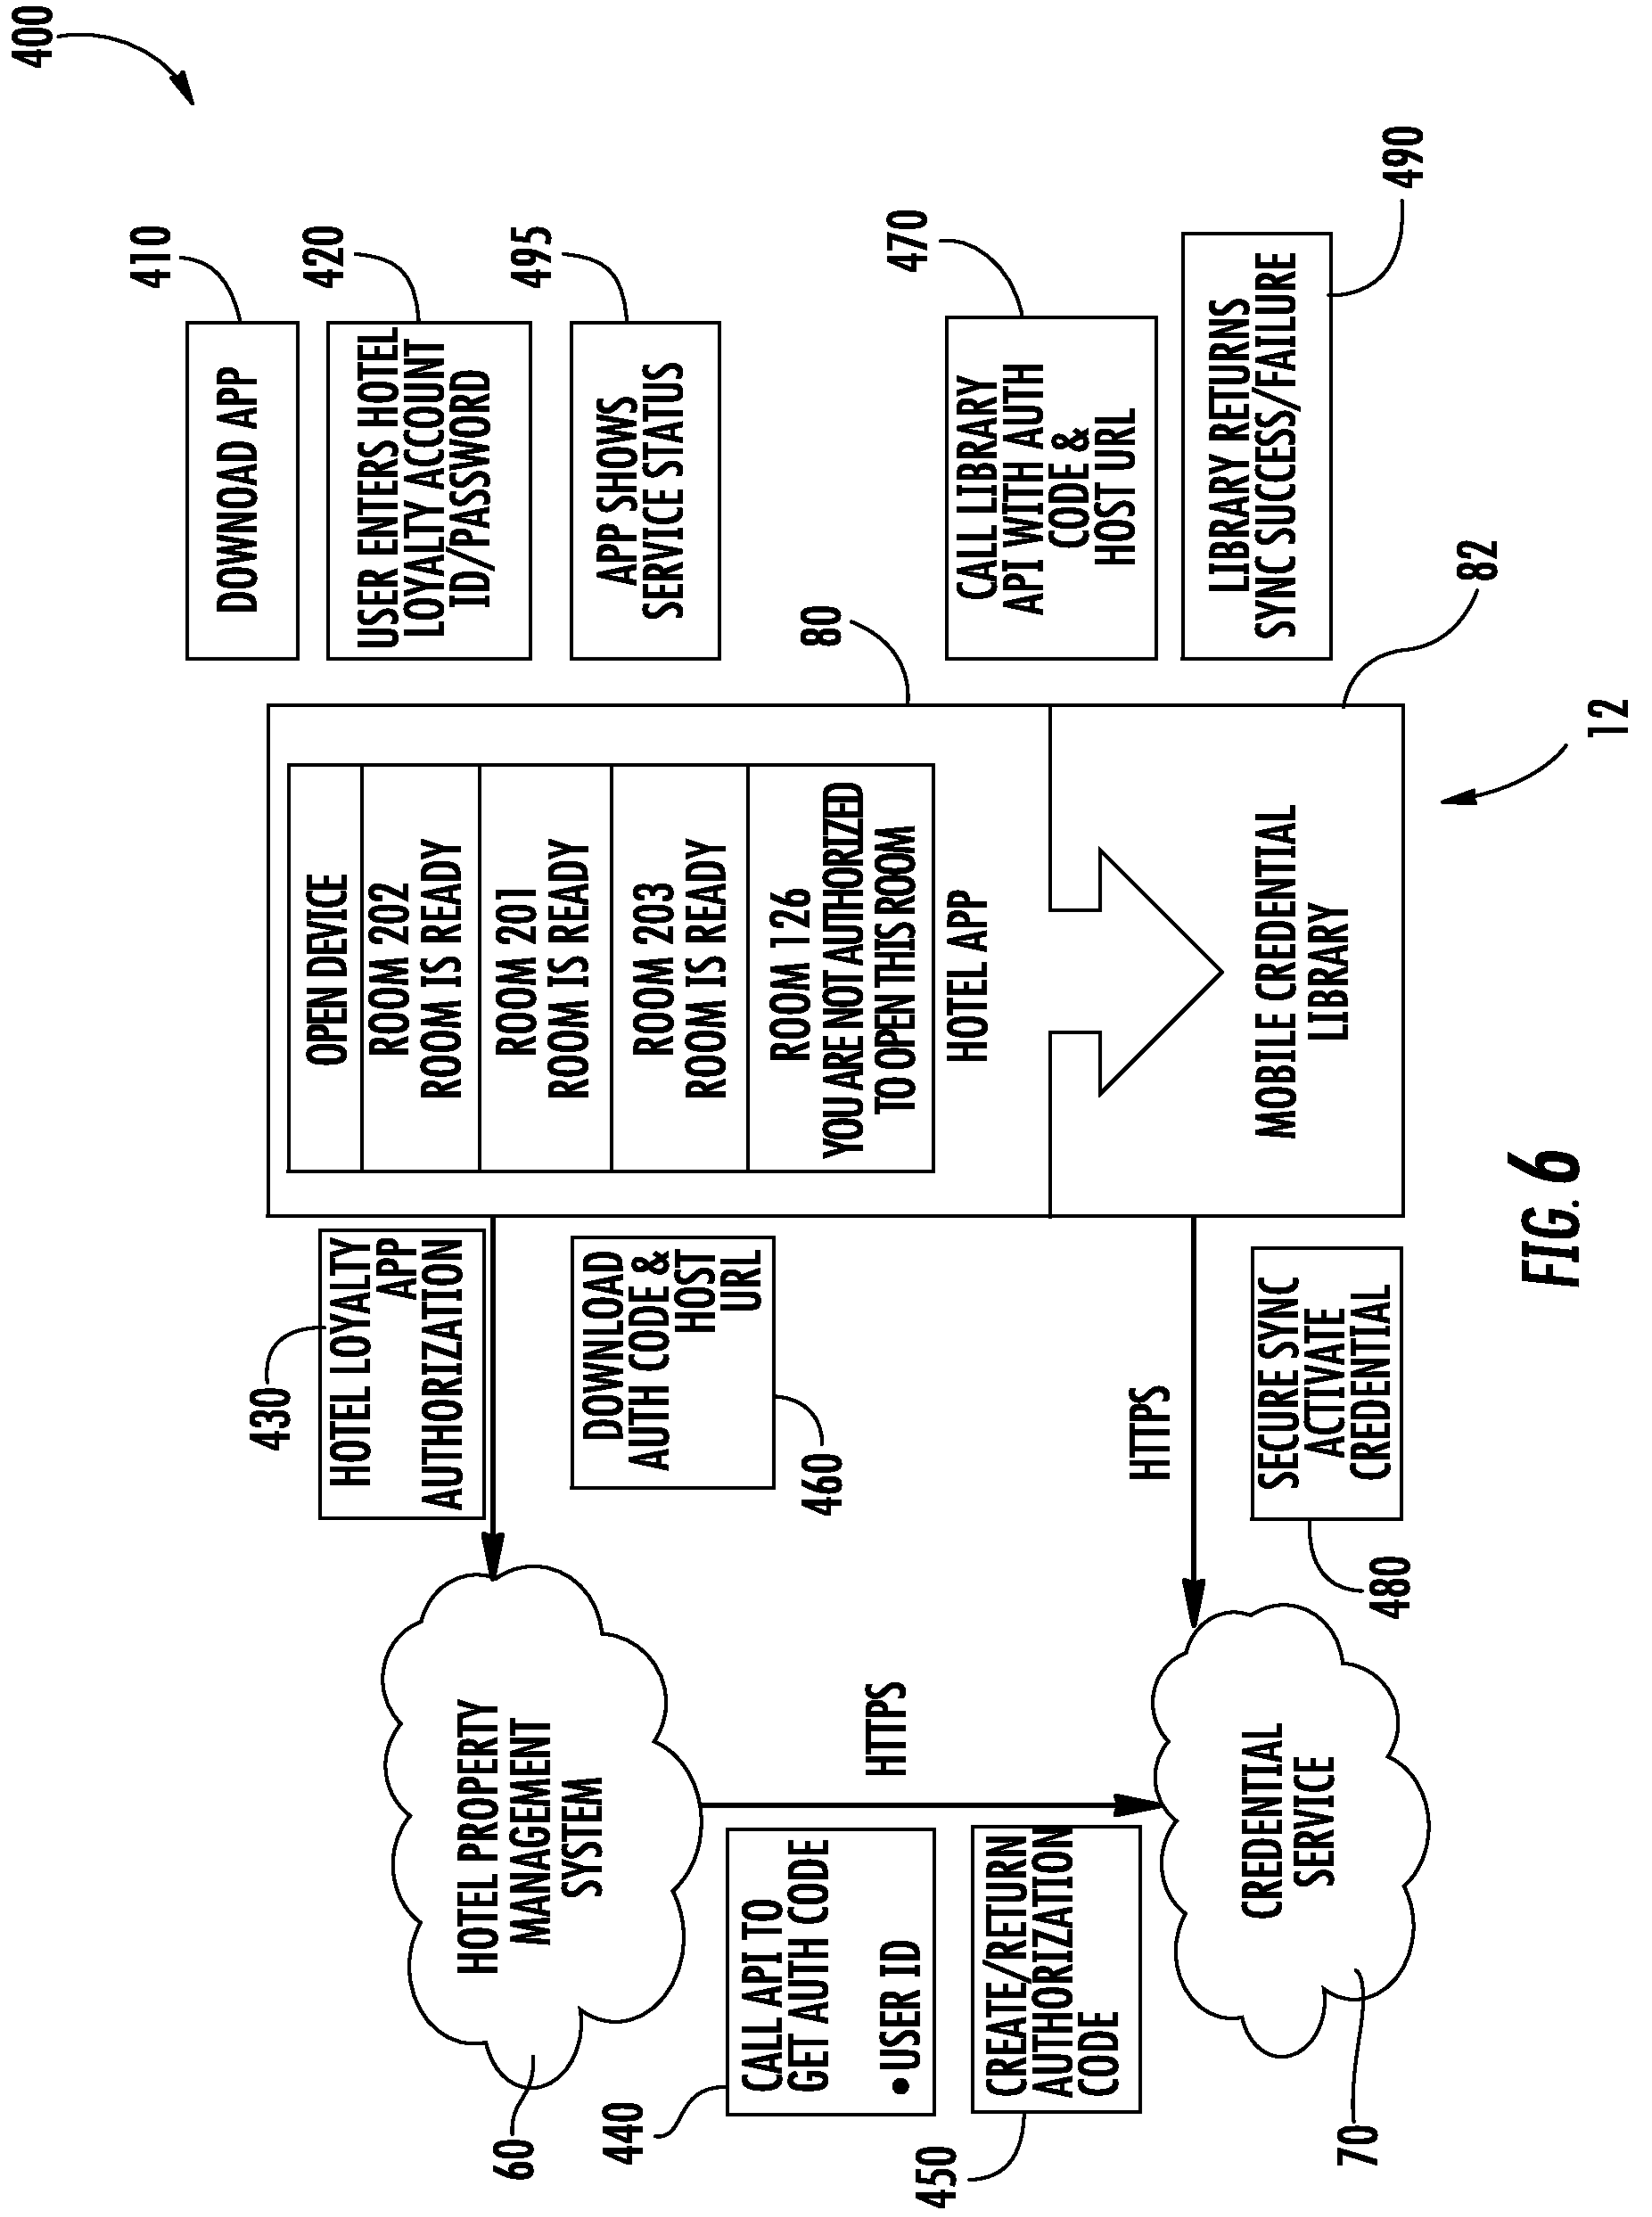 400
60
HOTEL PROPERTY
MANAGEMENT
SYSTEM
430
HOTEL LOYALTY
APP
AUTHORIZATION
OPEN DEVICE
ROOM 202
ROOM IS READY
ROOM 201
ROOM IS READY
ROOM 203
ROOM IS READY
ROOM 126
YOU ARE NOT AUTHORIZED
TO OPEN THIS ROOM
HOTEL APP
80
DOWNOAD APP
410
USER ENTERS HOTEL
LOYALTY ACCOUNT
ID/PASSWORD
420
APP SHOWS
SERVICE STATUS
495
DOWNLOAD
AUTH CODE &
HOST
URL
460
440
CALL API TO
GET AUTH CODE
• USER ID
HTTPS
450
CREATE/RETURN
AUTHORIZATION
CODE
CALL LIBRARY
API WITH AUTH
CODE &
HOST URL
470
LIBRARY RETURNS
SYNC SUCCESS/FAILURE
490
HTTPS
MOBILE CREDENTIAL
LIBRARY
82
CREDENTIAL
SERVICE
70
SECURE SYNC
ACTIVATE
CREDENTIAL
480
12
FIG. 6